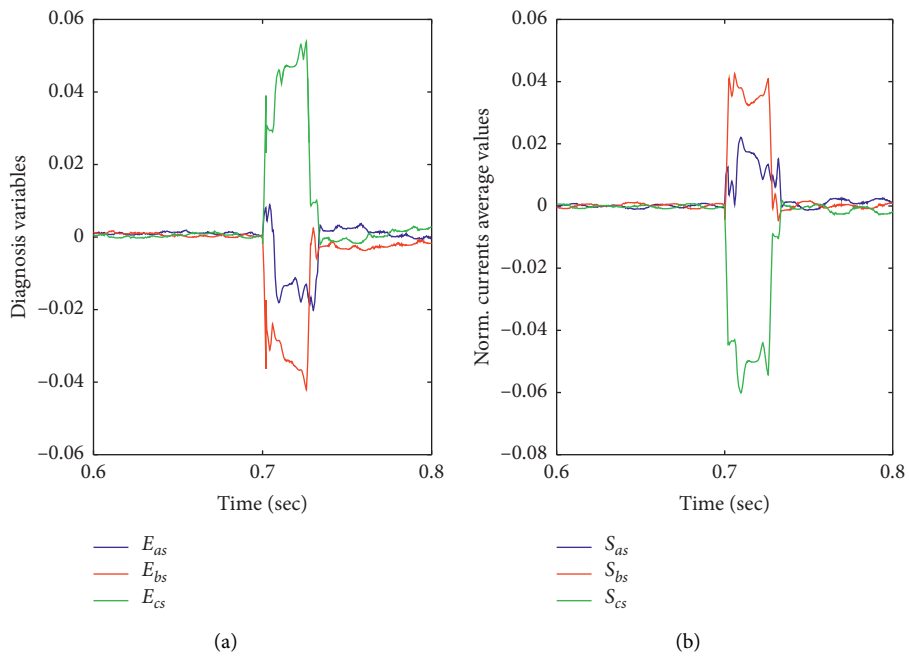 0.06
0.04
0.02
0
–0.02
–0.04
–0.06
Diagnosis variables
0.6
0.7
0.8
Time (sec)
E_as
E_bs
E_cs
(a)
0.06
0.04
0.02
0
–0.02
–0.04
–0.06
–0.08
Norm. currents average values
0.6
0.7
0.8
Time (sec)
S_as
S_bs
S_cs
(b)